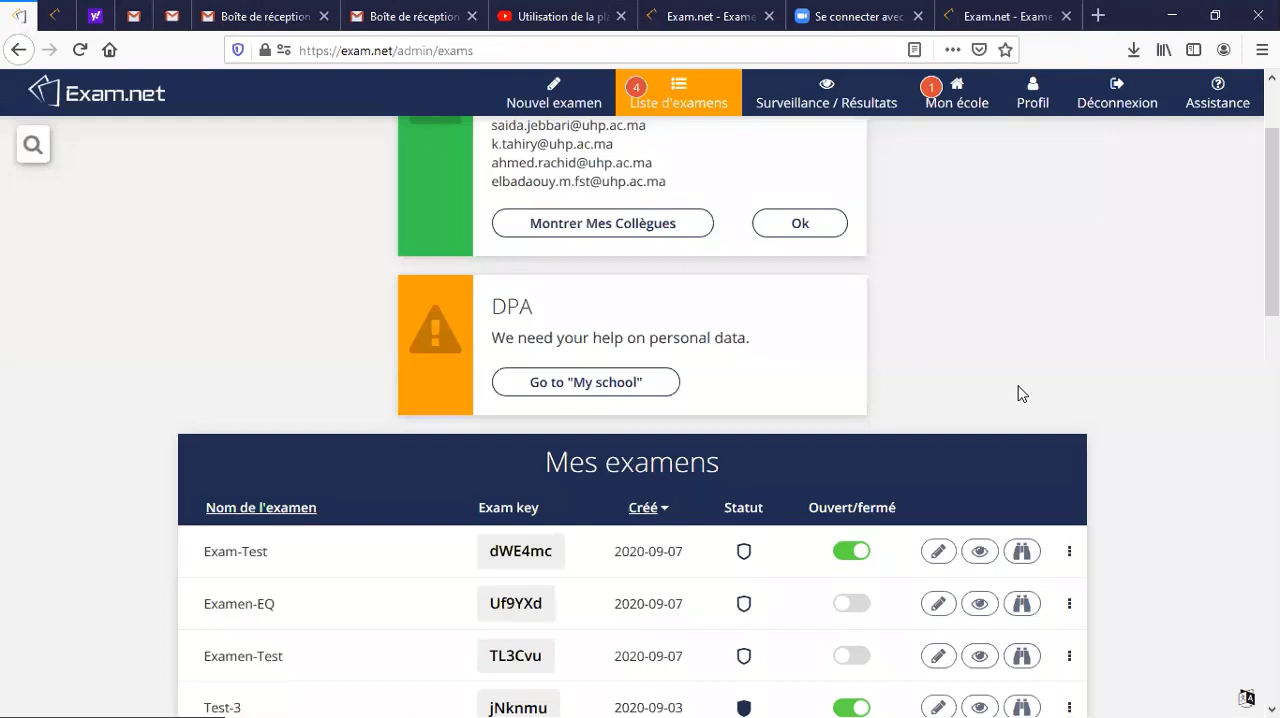 Boîte de réception
Boîte de réception
Utilisation de la pl
Exam.net - Exame
Se connecter avec
Exam.net - Exame
https://exam.net/admin/exams
Exam.net
Nouvel examen
4
Liste d'examens
Surveillance / Résultats
1
Mon école
Profil
Déconnexion
Assistance
saida.jebbari@uhp.ac.ma
k.tahiry@uhp.ac.ma
ahmed.rachid@uhp.ac.ma
elbadaouy.m.fst@uhp.ac.ma
Montrer Mes Collègues
Ok
DPA
We need your help on personal data.
Go to "My school"
Mes examens
Nom de l'examen Exam key Créé Statut Ouvert/fermé
Exam-Test dWE4mc 2020-09-07
Examen-EQ Uf9YXd 2020-09-07
Examen-Test TL3Cvu 2020-09-07
Test-3 jNknmu 2020-09-03